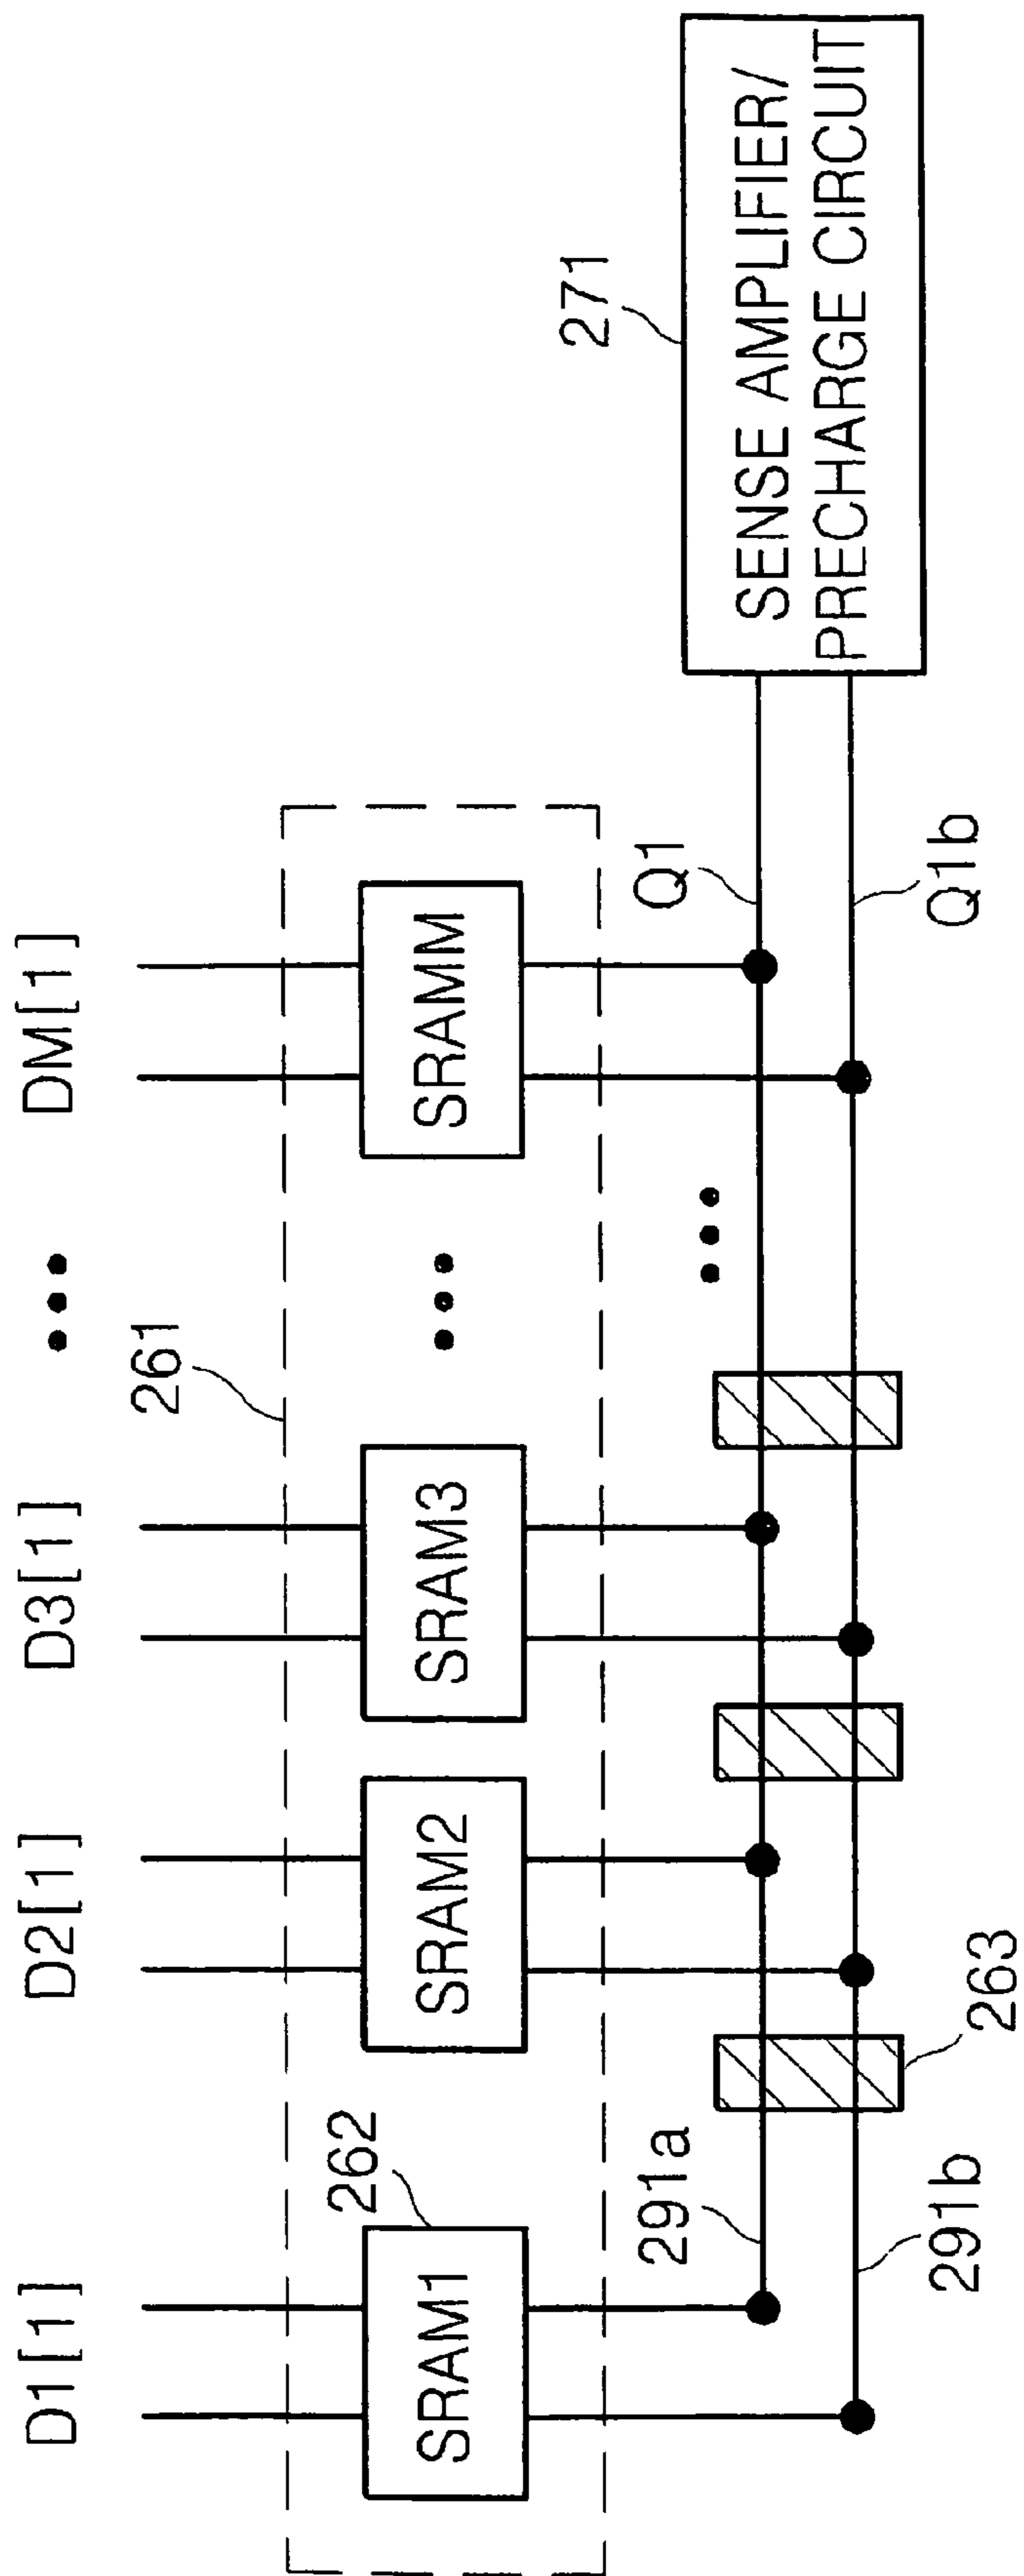 D1[1]
D2[1]
D3[1]
DM[1]
261
262
SRAM1
SRAM2
SRAM3
SRAMM
271
291a
Q1
SENSE AMPLIFIER/
PRECHARGE CIRCUIT
291b
263
Q1b